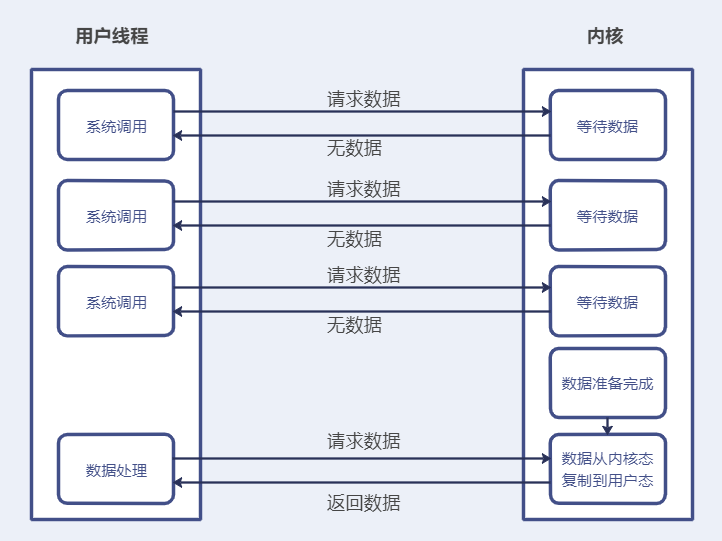 用户线程
内核
请求数据
系统调用
等待数据
无数据
请求数据
系统调用
等待数据
无数据
请求数据
系统调用
等待数据
无数据
数据准备完成
请求数据
数据处理
数据从内核态
复制到用户态
返回数据